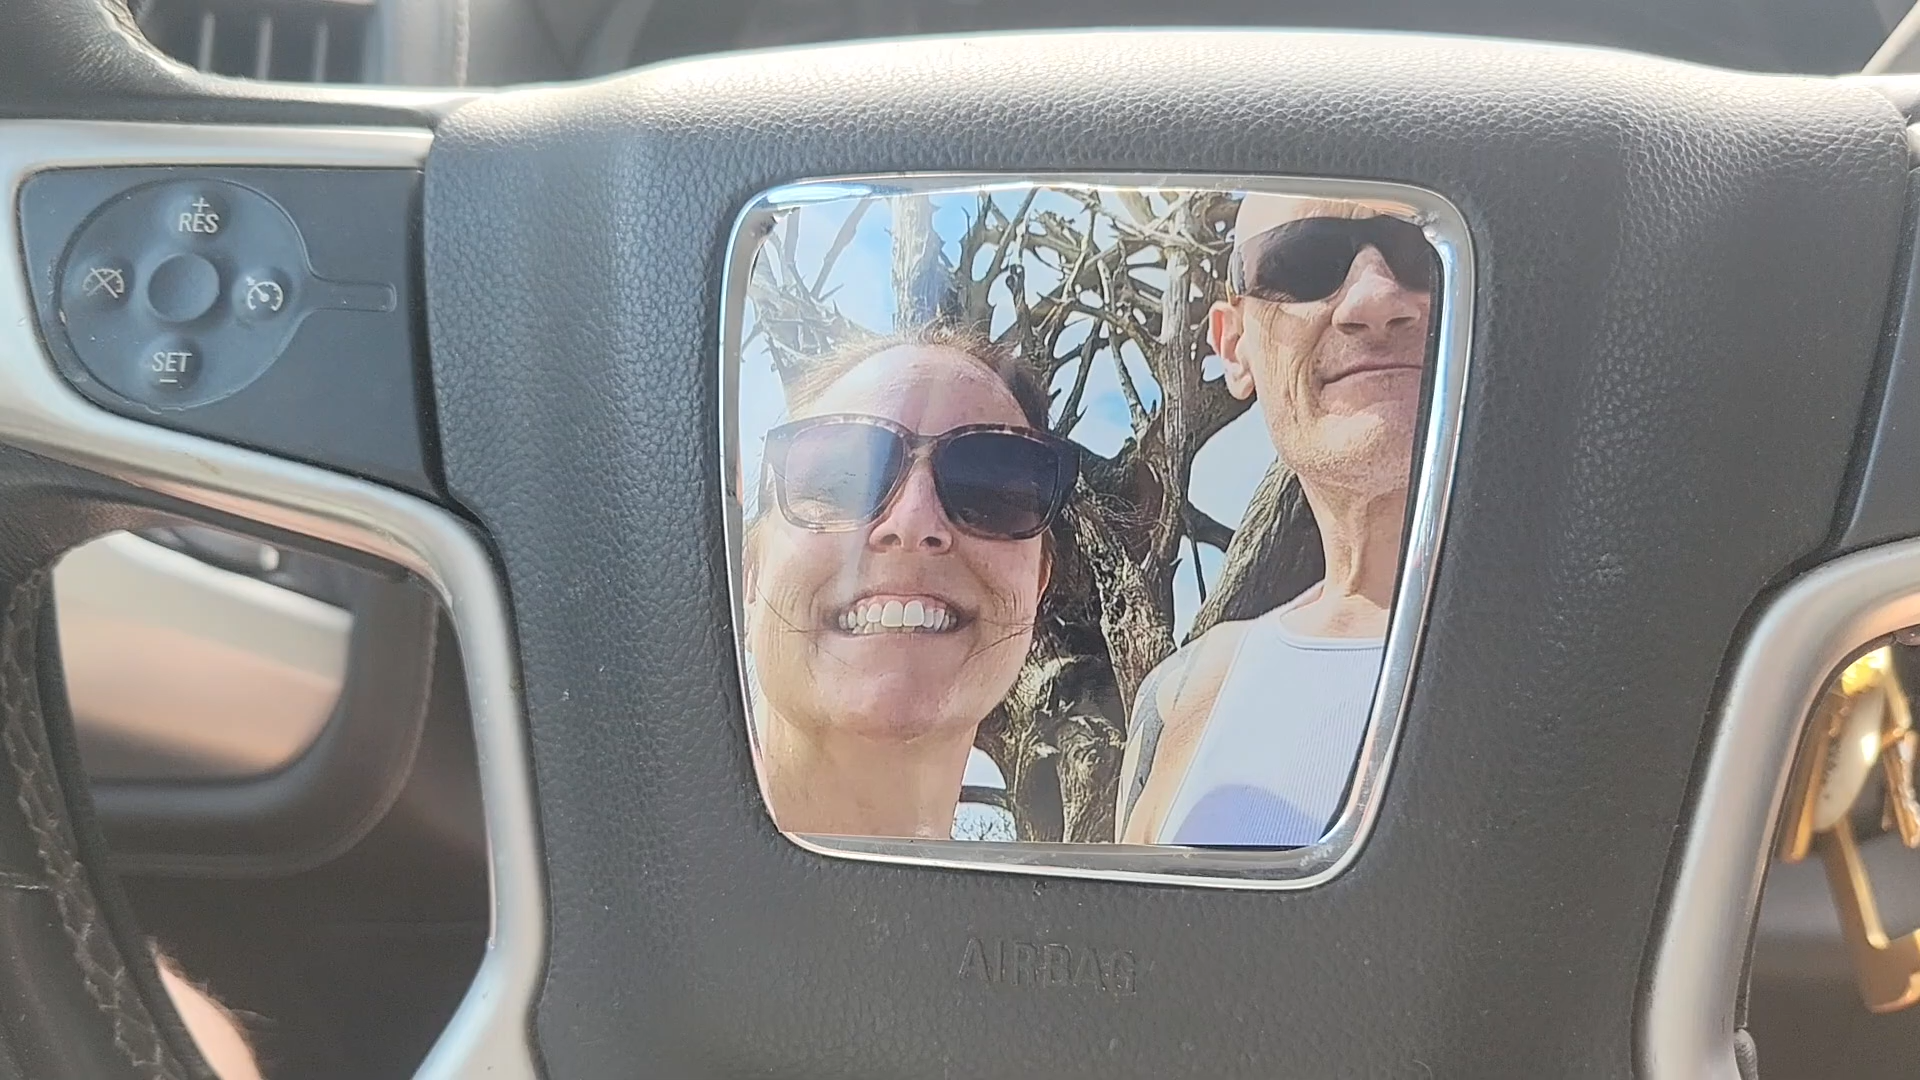 +
RES
SET
−
AIRBAG